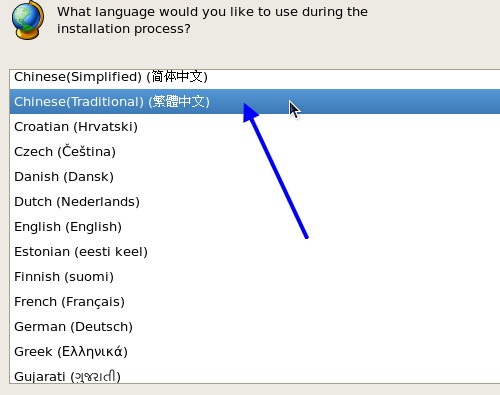 What language would you like to use during the
installation process?
Chinese(Simplified) (简体中文)
Chinese(Traditional) (繁體中文)
Croatian (Hrvatski)
Czech (Čeština)
Danish (Dansk)
Dutch (Nederlands)
English (English)
Estonian (eesti keel)
Finnish (suomi)
French (Français)
German (Deutsch)
Greek (Ελληνικά)
Gujarati (ગુજરાતી)